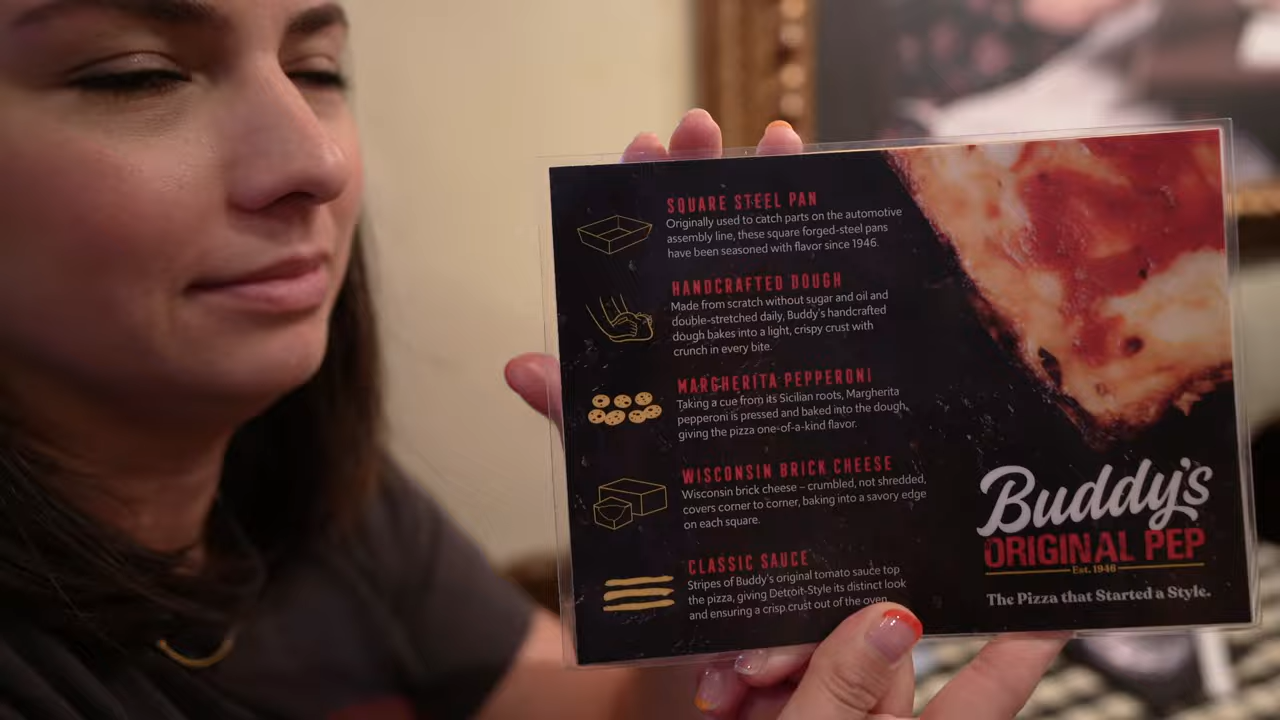 SQUARE STEEL PAN
Originally used to catch parts on the automotive
assembly line, these square forged-steel pans
have been seasoned with flavor since 1946.
HANDCRAFTED DOUGH
Made from scratch without sugar and oil and
double-stretched daily, Buddy's handcrafted
dough bakes into a light, crispy crust with
crunch in every bite.
MARGHERITA PEPPERONI
Taking a cue from its Sicilian roots, Margherita
pepperoni is pressed and baked into the dough,
giving the pizza one-of-a-kind flavor.
WISCONSIN BRICK CHEESE
Wisconsin brick cheese – crumbled, not shredded,
covers corner to corner, baking into a savory edge
on each square.
CLASSIC SAUCE
Stripes of Buddy's original tomato sauce top
the pizza, giving Detroit-Style its distinct look
and ensuring a crisp crust out of the oven
Buddy's
ORIGINAL PEP
Est. 1946
The Pizza that Started a Style.